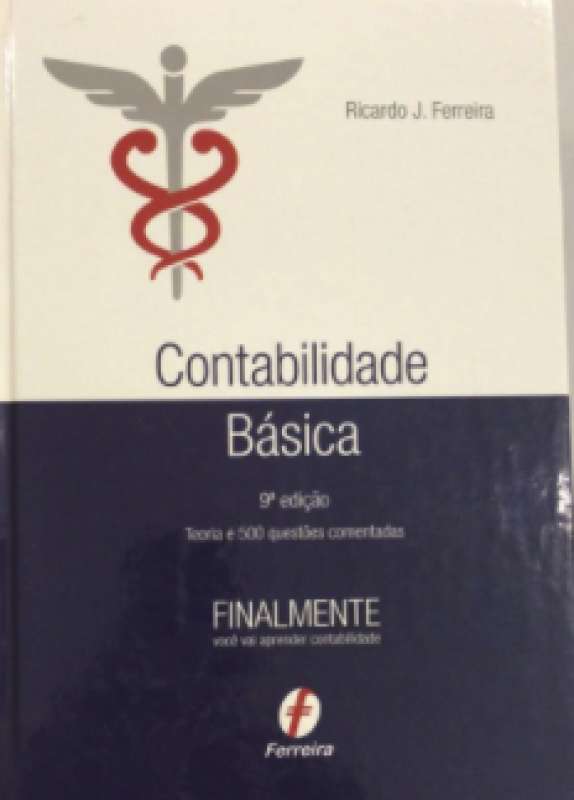 Ricardo J. Ferreira
Contabilidade
Básica
9ª edição
Teoria e 500 questões comentadas
FINALMENTE
você vai aprender contabilidade
Ferreira